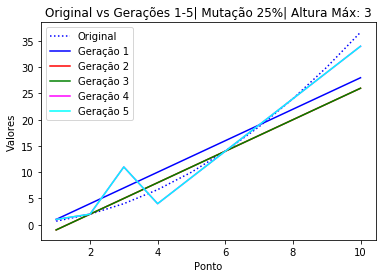 Original vs Gerações 1-5| Mutação 25%| Altura Máx: 3
Original
Geração 1
Geração 2
Geração 3
Geração 4
Geração 5
Valores
35
30
25
20
15
10
5
0
2
4
6
8
10
Ponto